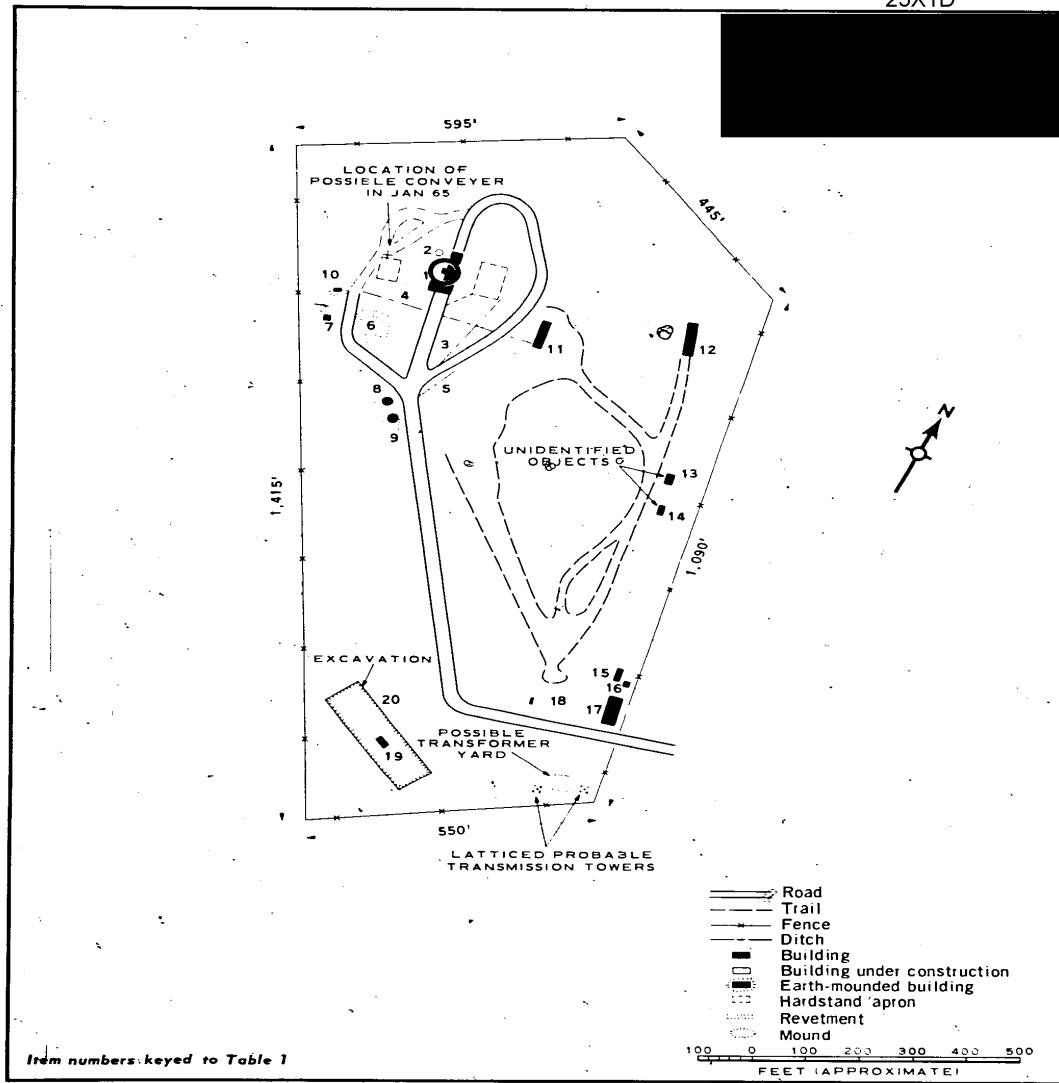 25X1D
595'
LOCATION OF
POSSIBLE CONVEYER
IN JAN 65
445'
2
1
10
4
7
6
3
11
12
5
8
9
N
UNIDENTIFIED
OBJECTS
13
14
1,415'
1,090'
EXCAVATION
20
15
16
18
17
POSSIBLE
TRANSFORMER
YARD
19
550'
LATTICED PROBABLE
TRANSMISSION TOWERS
Road
Trail
Fence
Ditch
Building
Building under construction
Earth-mounded building
Hardstand apron
Revetment
Mound
Item numbers keyed to Table 1
100 0 100 200 300 400 500
FEET (APPROXIMATE)